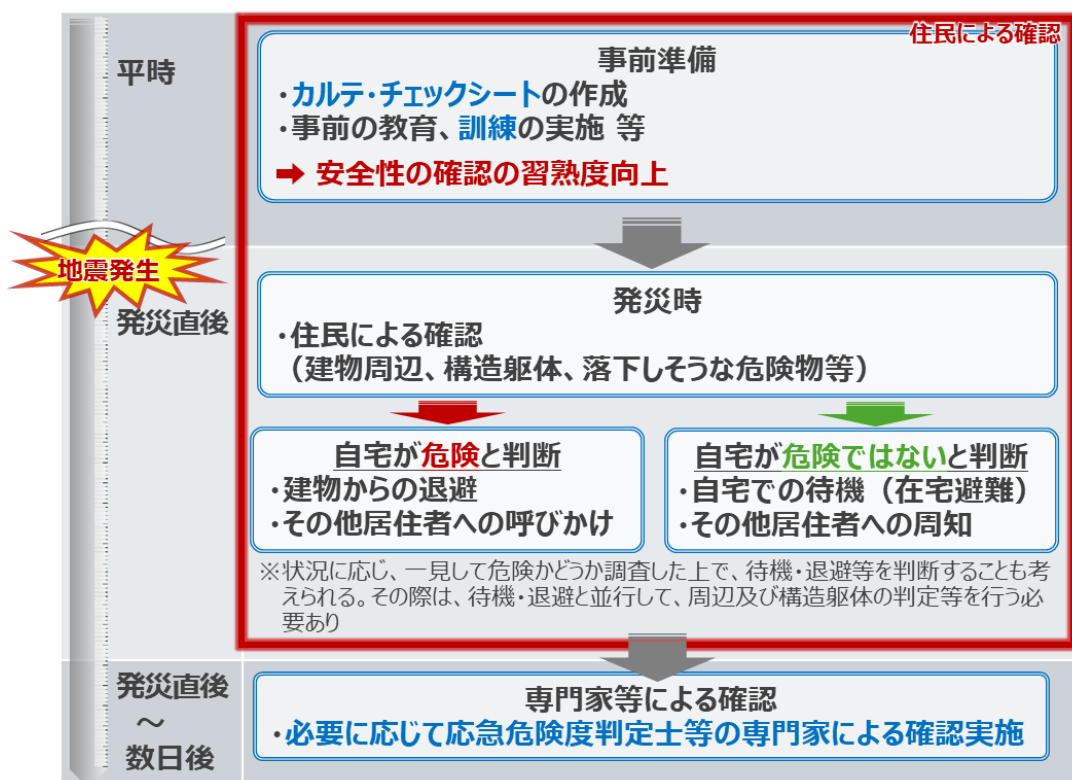 住民による確認
平時
事前準備
・カルテ・チェックシートの作成
・事前の教育、訓練の実施 等
➡ 安全性の確認の習熟度向上
地震発生
発災直後
発災時
・住民による確認
（建物周辺、構造躯体、落下しそうな危険物等）
自宅が危険と判断
・建物からの退避
・その他居住者への呼びかけ
自宅が危険ではないと判断
・自宅での待機（在宅避難）
・その他居住者への周知
※状況に応じ、一見して危険かどうか調査した上で、待機・退避等を判断することも考
えられる。その際は、待機・退避と並行して、周辺及び構造躯体の判定等を行う必
要あり
発災直後
～
数日後
専門家等による確認
・必要に応じて応急危険度判定士等の専門家による確認実施